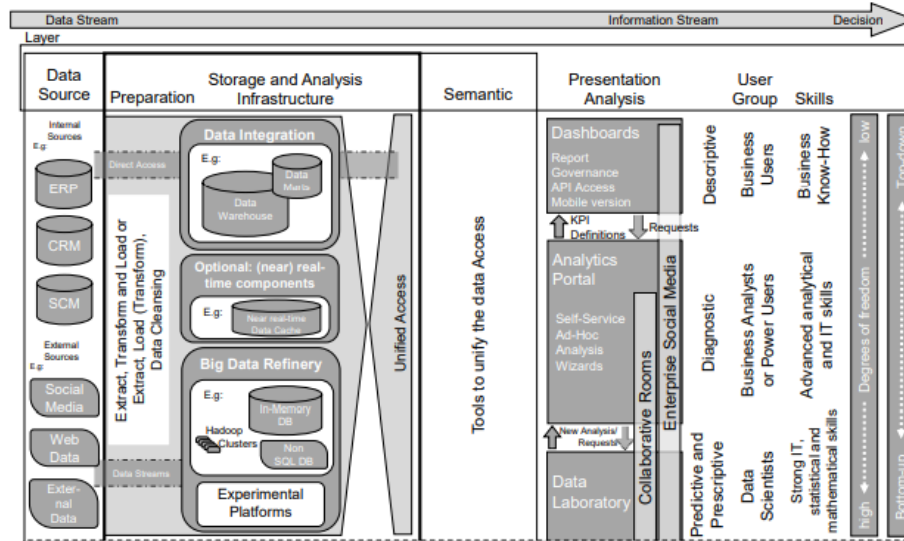 Data Stream
Information Stream
Decision
Layer
Data
Source
Preparation
Storage and Analysis
Infrastructure
Semantic
Presentation
Analysis
User
Group
Skills
Internal
Sources
E.g:
ERP
CRM
SCM
External
Sources
E.g:
Social
Media
Web
Data
Exter-
nal
Data
Direct Access
Extract, Transform and Load or
Extract, Load (Transform),
Data Cleansing
Data Streams
Data Integration
E.g:
Data
Marts
Data
Warehouse
Optional: (near) real-
time components
E.g:
Near real-time
Data Cache
Big Data Refinery
E.g:
In-Memory
DB
Hadoop
Clusters
Non
SQL DB
Experimental
Platforms
Unified Access
Tools to unify the data Access
Dashboards
Report
Governance
API Access
Mobile version
KPI
Definitions
Requests
Analytics
Portal
Self-Service
Ad-Hoc
Analysis
Wizards
New Analysis/
Requests
Data
Laboratory
Collaborative Rooms
Enterprise Social Media
Descriptive
Diagnostic
Predictive and
Prescriptive
Business
Users
Business Analysts
or Power Users
Data
Scientists
Business
Know-How
Advanced analytical
and IT skills
Strong IT,
statistical and
mathematical skills
low
Degrees of freedom
high
Top-down
Bottom-up